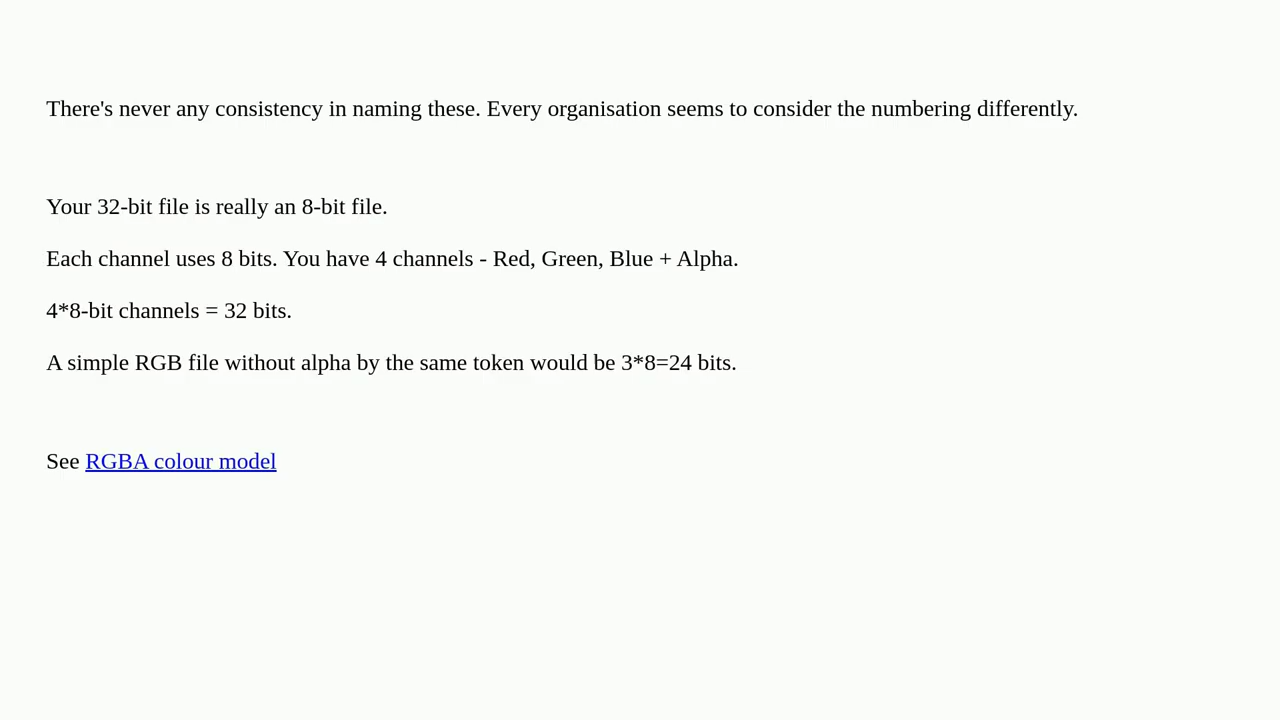 There's never any consistency in naming these. Every organisation seems to consider the numbering differently.
Your 32-bit file is really an 8-bit file.
Each channel uses 8 bits. You have 4 channels - Red, Green, Blue + Alpha.
4*8-bit channels = 32 bits.
A simple RGB file without alpha by the same token would be 3*8=24 bits.
See RGBA colour model